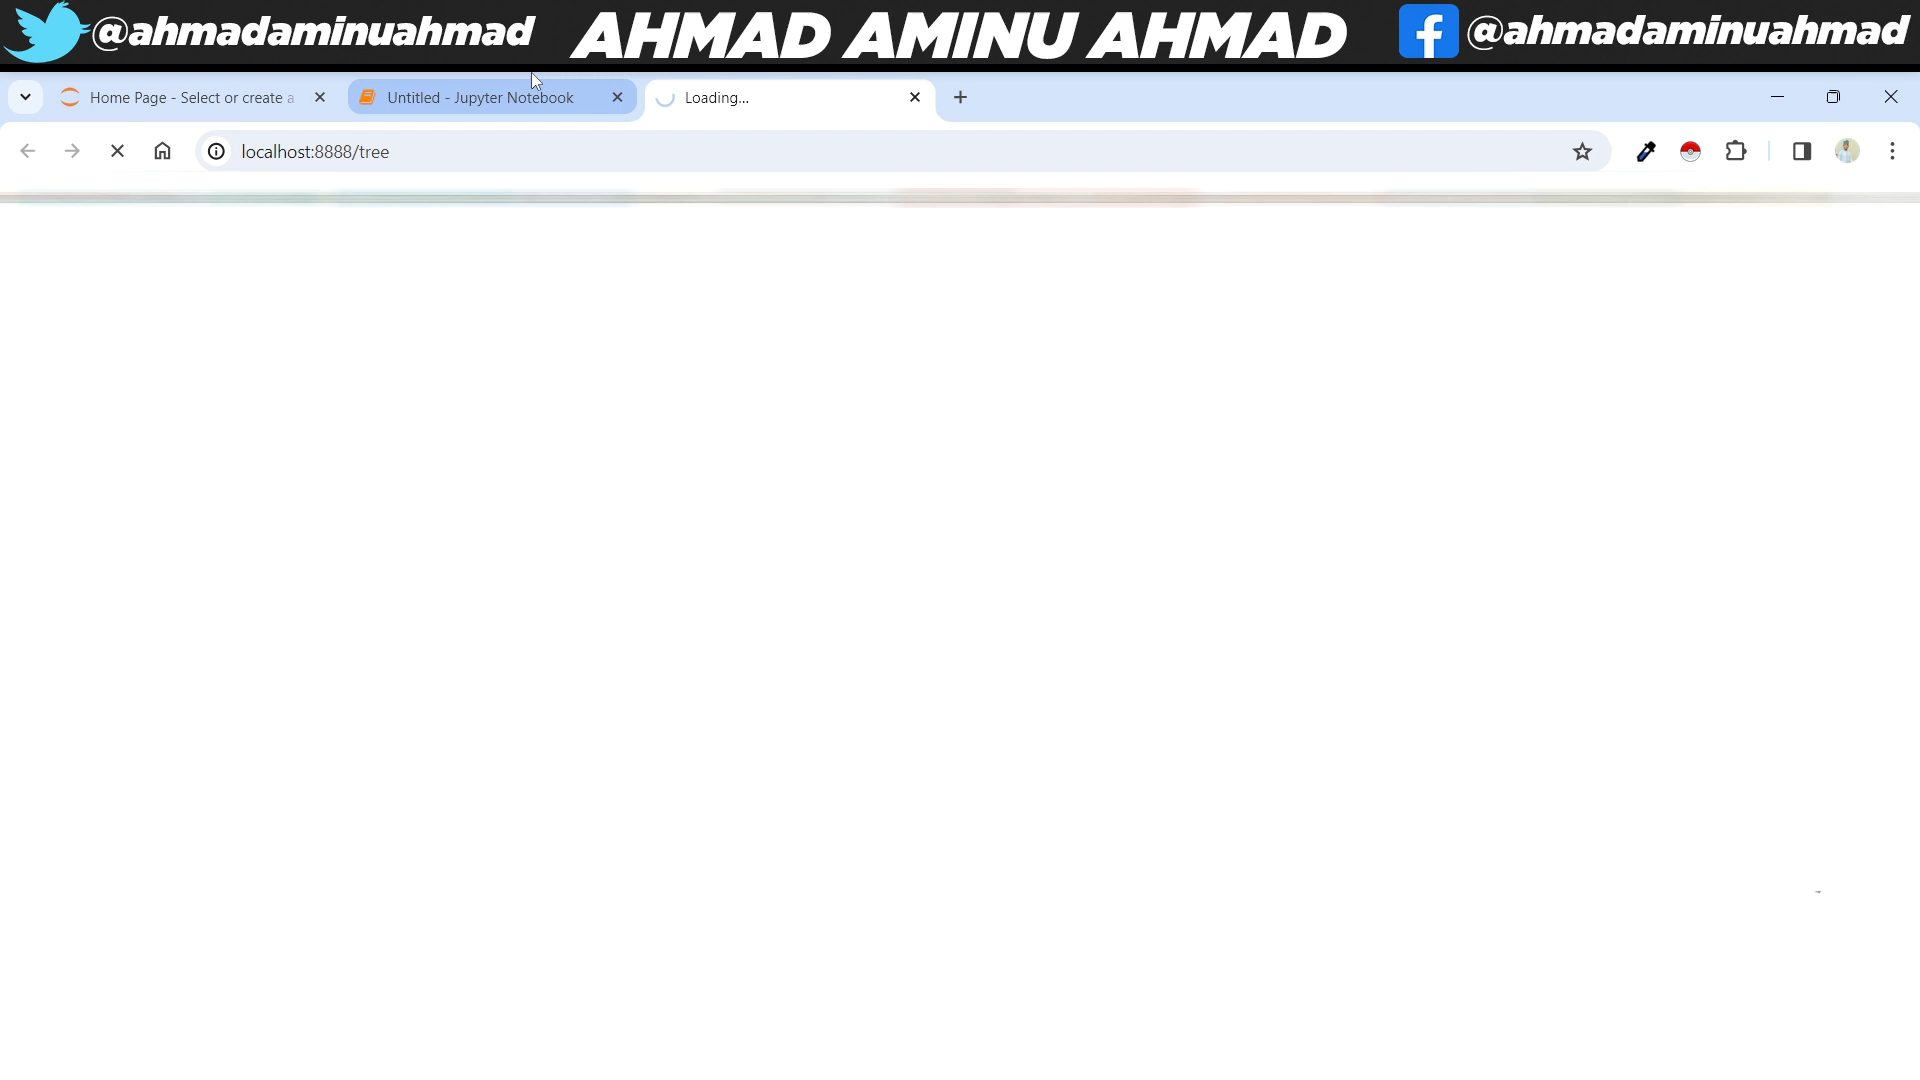 @ahmadaminuahmad AHMAD AMINU AHMAD @ahmadaminuahmad
Home Page - Select or create a Untitled - Jupyter Notebook Loading...
localhost:8888/tree